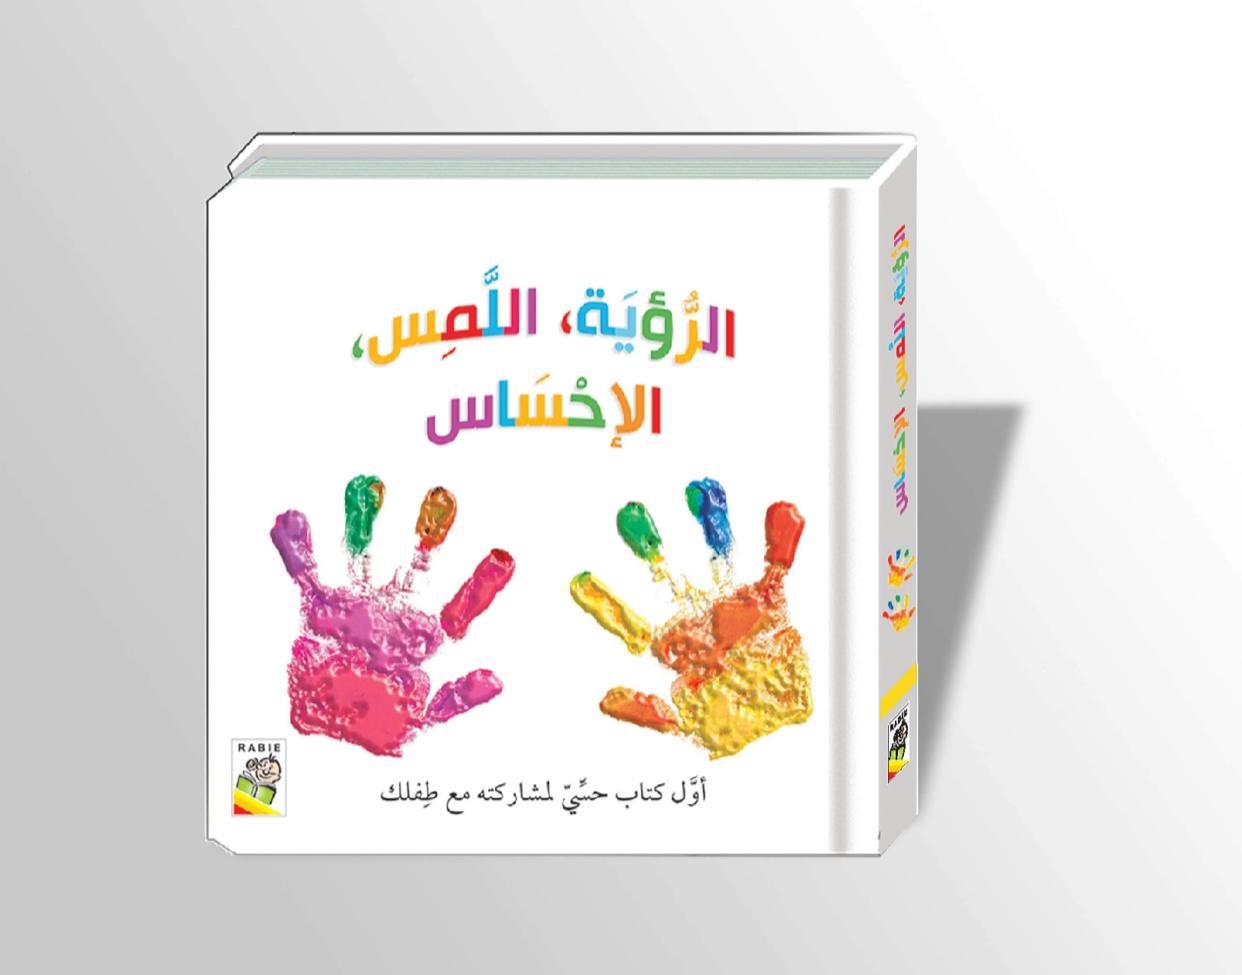 الرُّؤيَة، اللَّمِس،
الإحْسَاس
أوَّل كتاب حسِّيّ لمشاركته مع طِفلك
RABIE
الرُّؤيَة، اللَّمِس، الإحْسَاس
RABIE